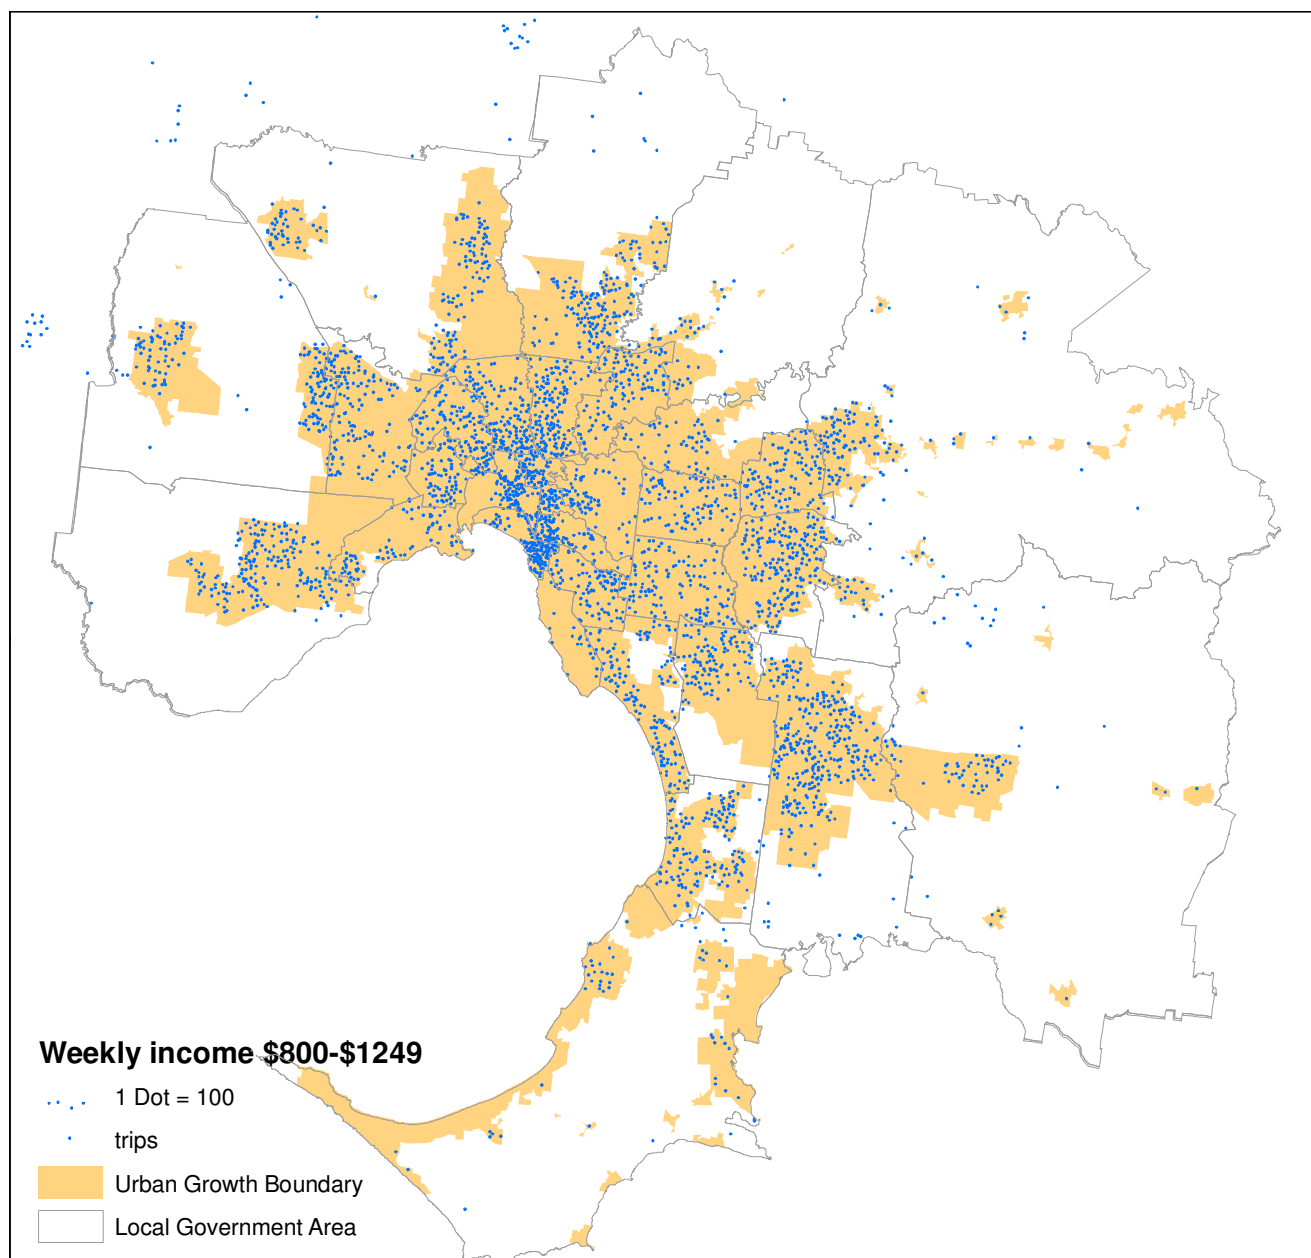 Weekly income $800-$1249
1 Dot = 100
trips
Urban Growth Boundary
Local Government Area